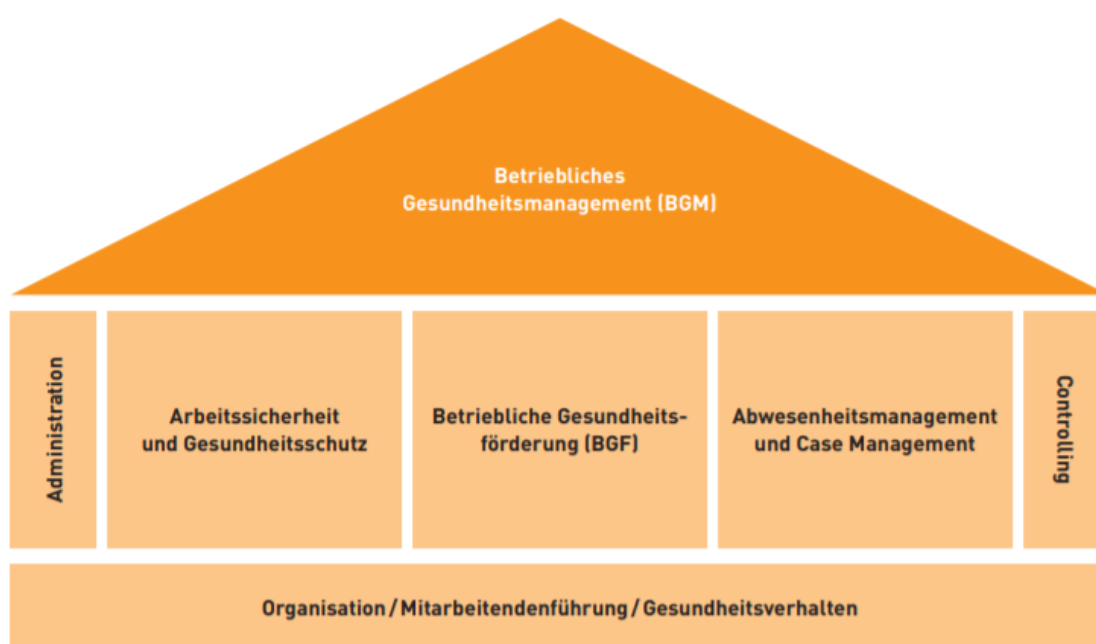 Betriebliches
Gesundheitsmanagement (BGM)
Administration
Arbeitssicherheit
und Gesundheitsschutz
Betriebliche Gesundheits-
förderung (BGF)
Abwesenheitsmanagement
und Case Management
Controlling
Organisation / Mitarbeitendenführung / Gesundheitsverhalten